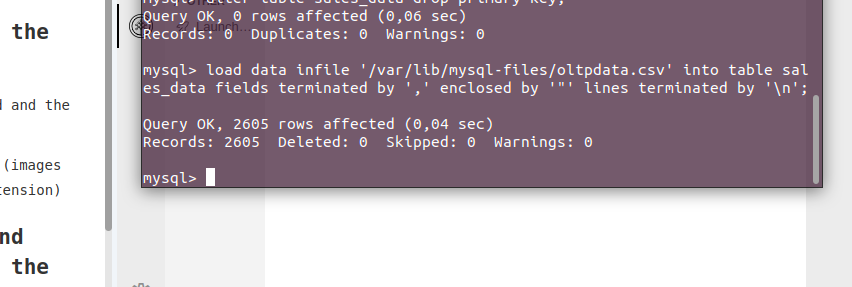 the
d and the
(images
tension)
nd
the
Launch...
mysql> alter table sales_data drop primary key;
Query OK, 0 rows affected (0,06 sec)
Records: 0  Duplicates: 0  Warnings: 0
mysql> load data infile '/var/lib/mysql-files/oltpdata.csv' into table sal
es_data fields terminated by ',' enclosed by '"' lines terminated by '\n';
Query OK, 2605 rows affected (0,04 sec)
Records: 2605  Deleted: 0  Skipped: 0  Warnings: 0
mysql>